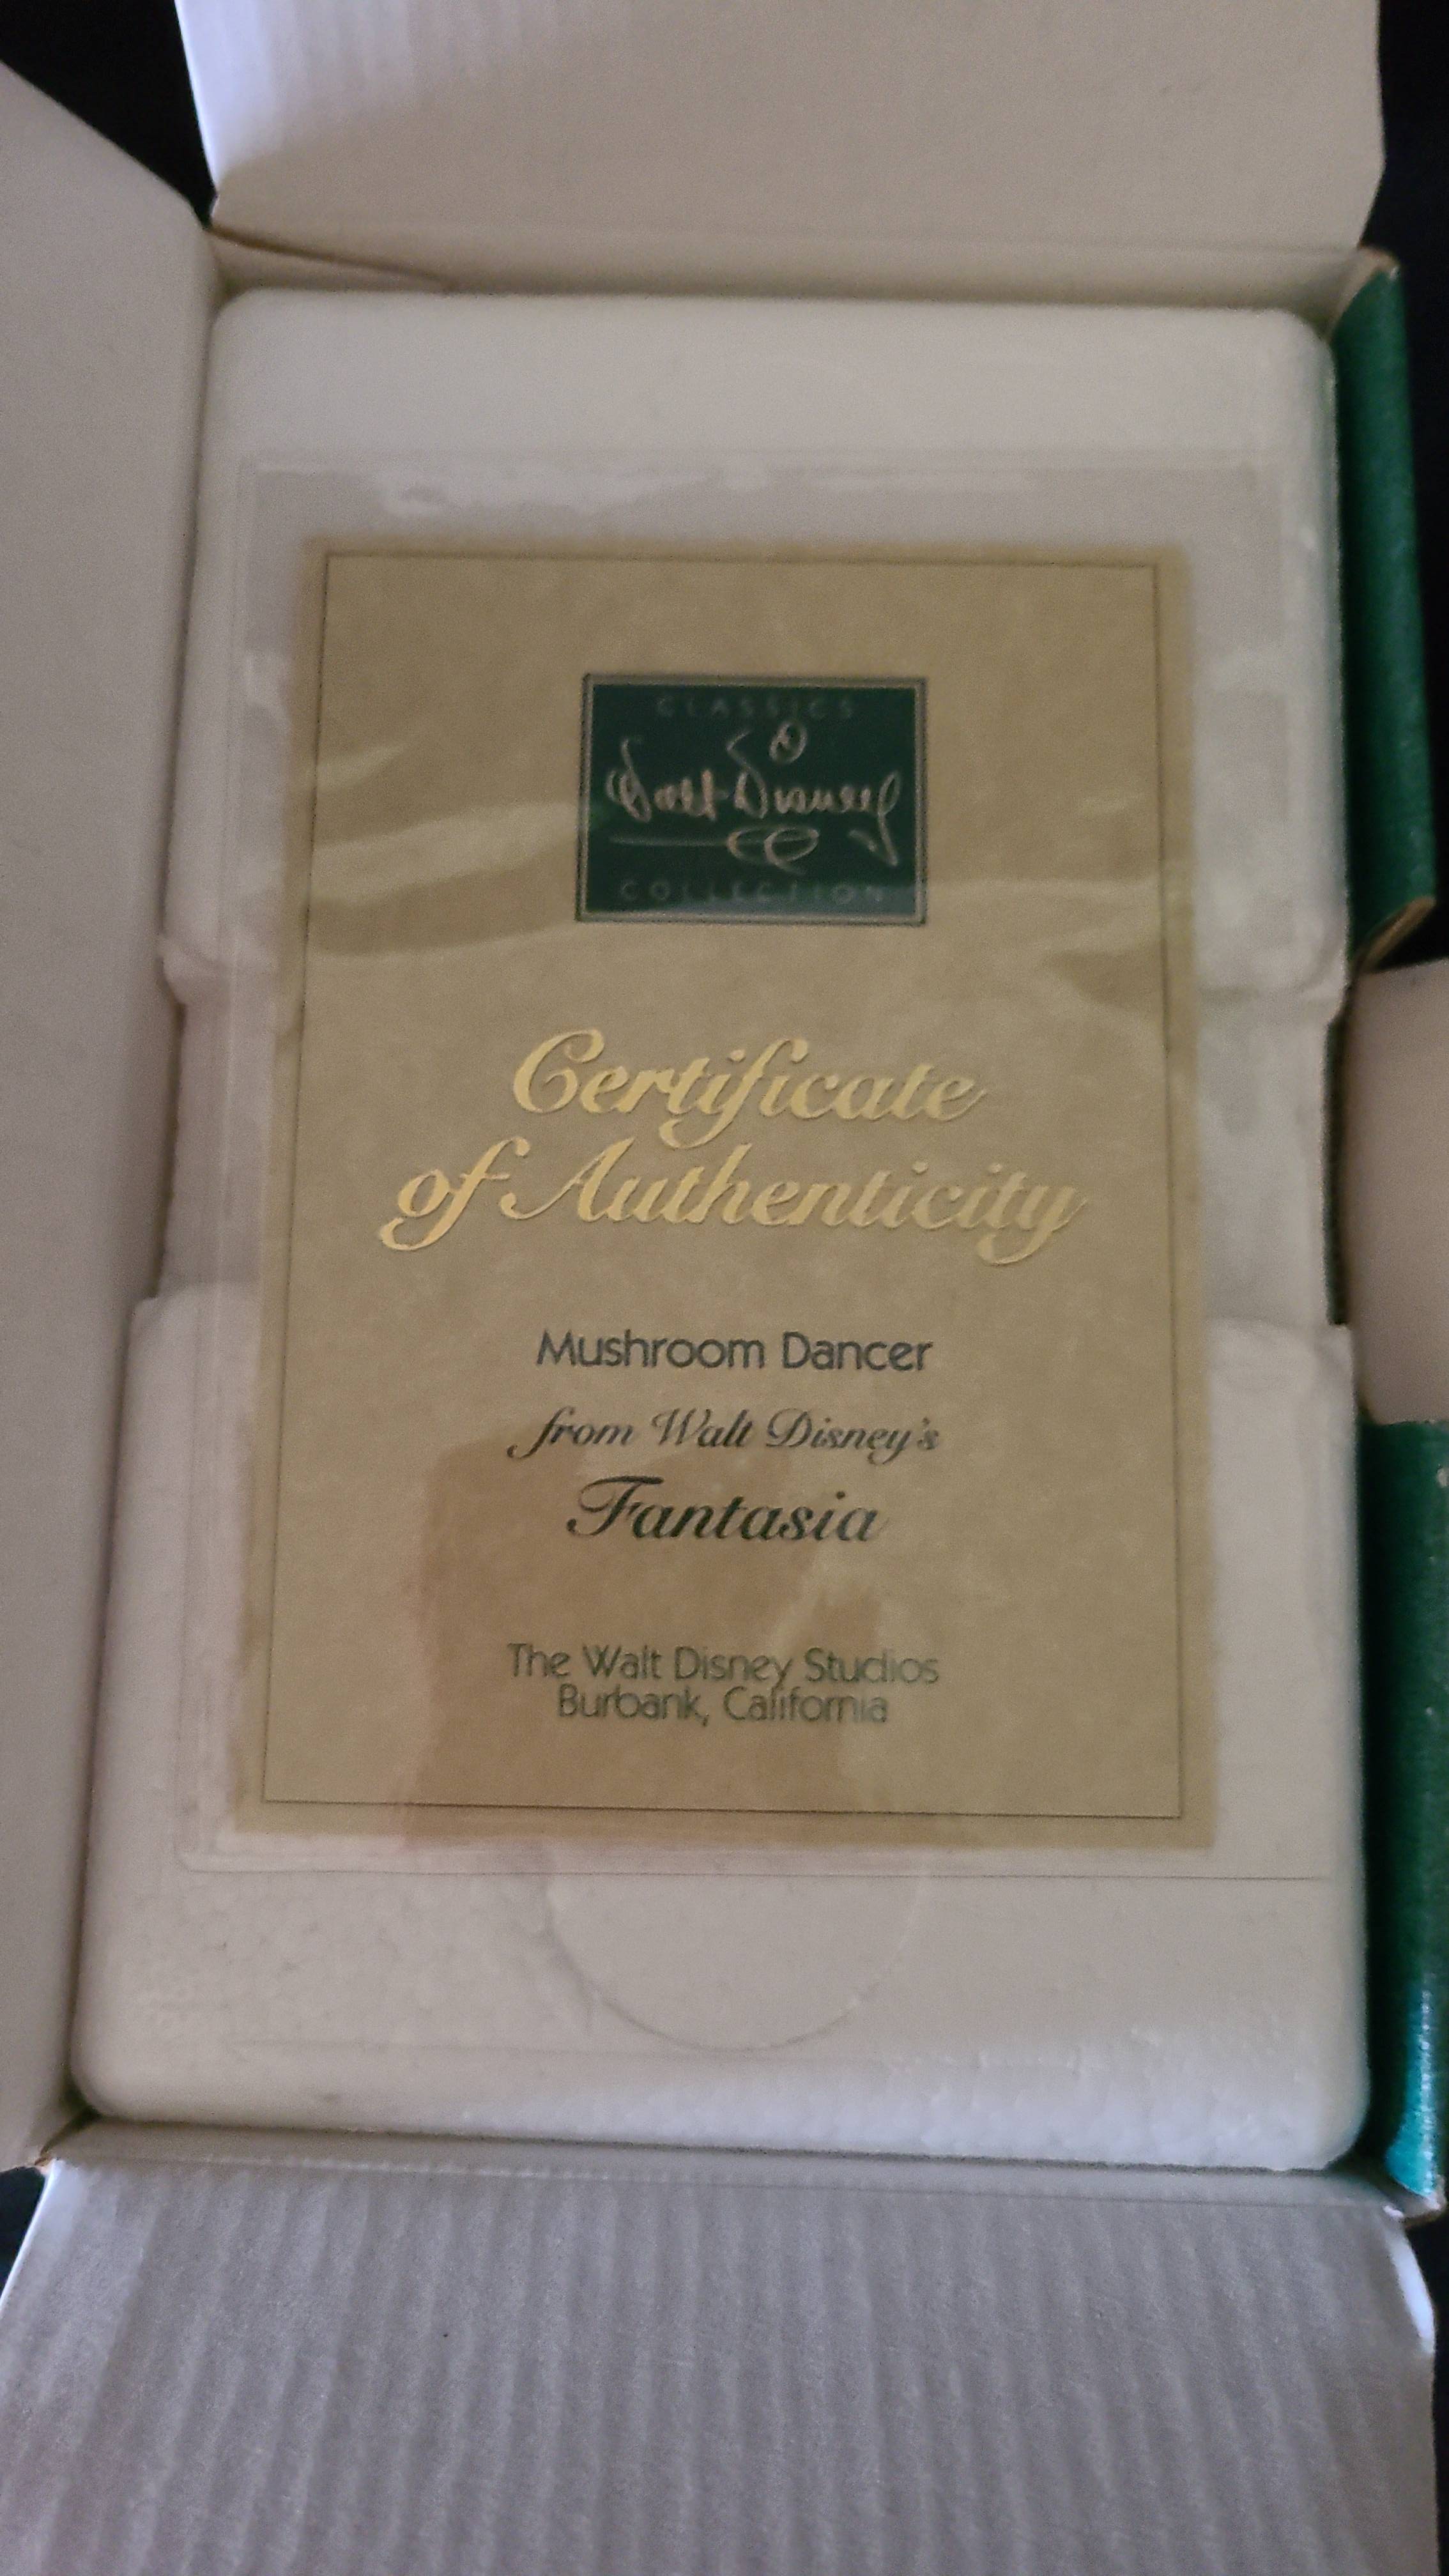 CLASSICS
Walt Disney
COLLECTION
Certificate
of Authenticity
Mushroom Dancer
from Walt Disney's
Fantasia
The Walt Disney Studios
Burbank, California